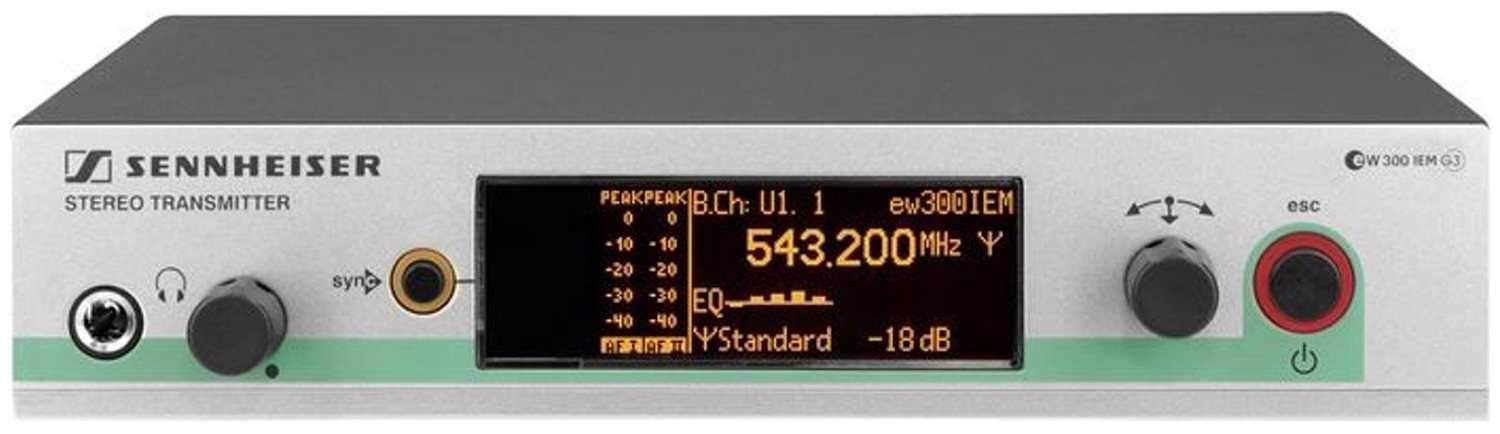 SENNHEISER
STEREO TRANSMITTER
ew 300 IEM G3
sync
esc
PEAK PEAK B.Ch: U1. 1 ew300IEM
0 0
543.200 MHz
-10 -10
-20 -20
-30 -30
EQ
-40 -40
AF I AF II Standard -18 dB